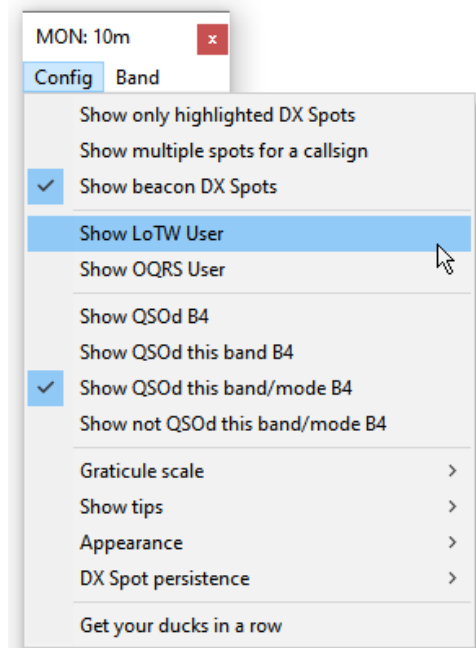 MON: 10m x
Config Band
Show only highlighted DX Spots
Show multiple spots for a callsign
Show beacon DX Spots
Show LoTW User
Show OQRS User
Show QSOd B4
Show QSOd this band B4
Show QSOd this band/mode B4
Show not QSOd this band/mode B4
Graticule scale
Show tips
Appearance
DX Spot persistence
Get your ducks in a row